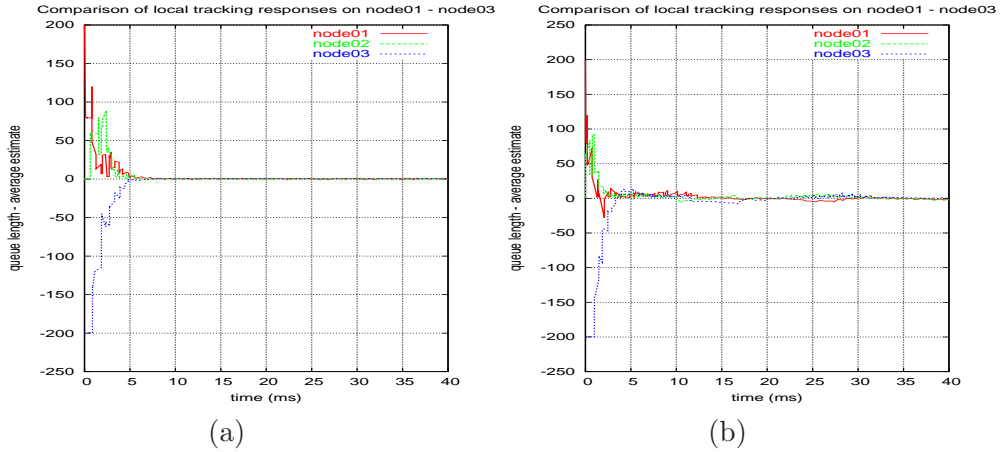 Comparison of local tracking responses on node01 - node03
200
150
100
50
0
-50
-100
-150
-200
-250
queue length - average estimate
node01
node02
node03
0 5 10 15 20 25 30 35 40
time (ms)
(a)
Comparison of local tracking responses on node01 - node03
250
200
150
100
50
0
-50
-100
-150
-200
-250
queue length - average estimate
node01
node02
node03
0 5 10 15 20 25 30 35 40
time (ms)
(b)